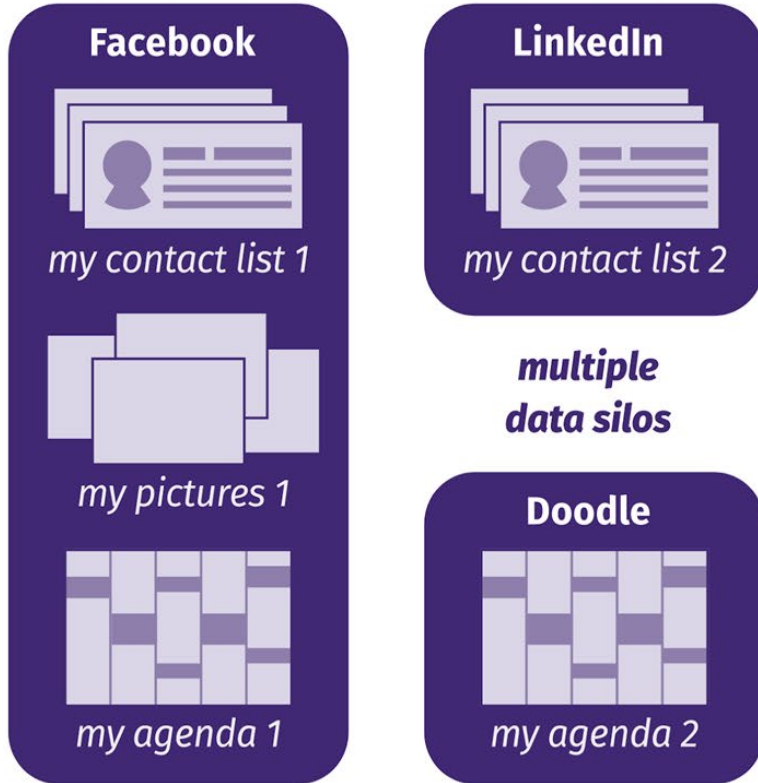 Facebook
my contact list 1
my pictures 1
my agenda 1
LinkedIn
my contact list 2
multiple
data silos
Doodle
my agenda 2